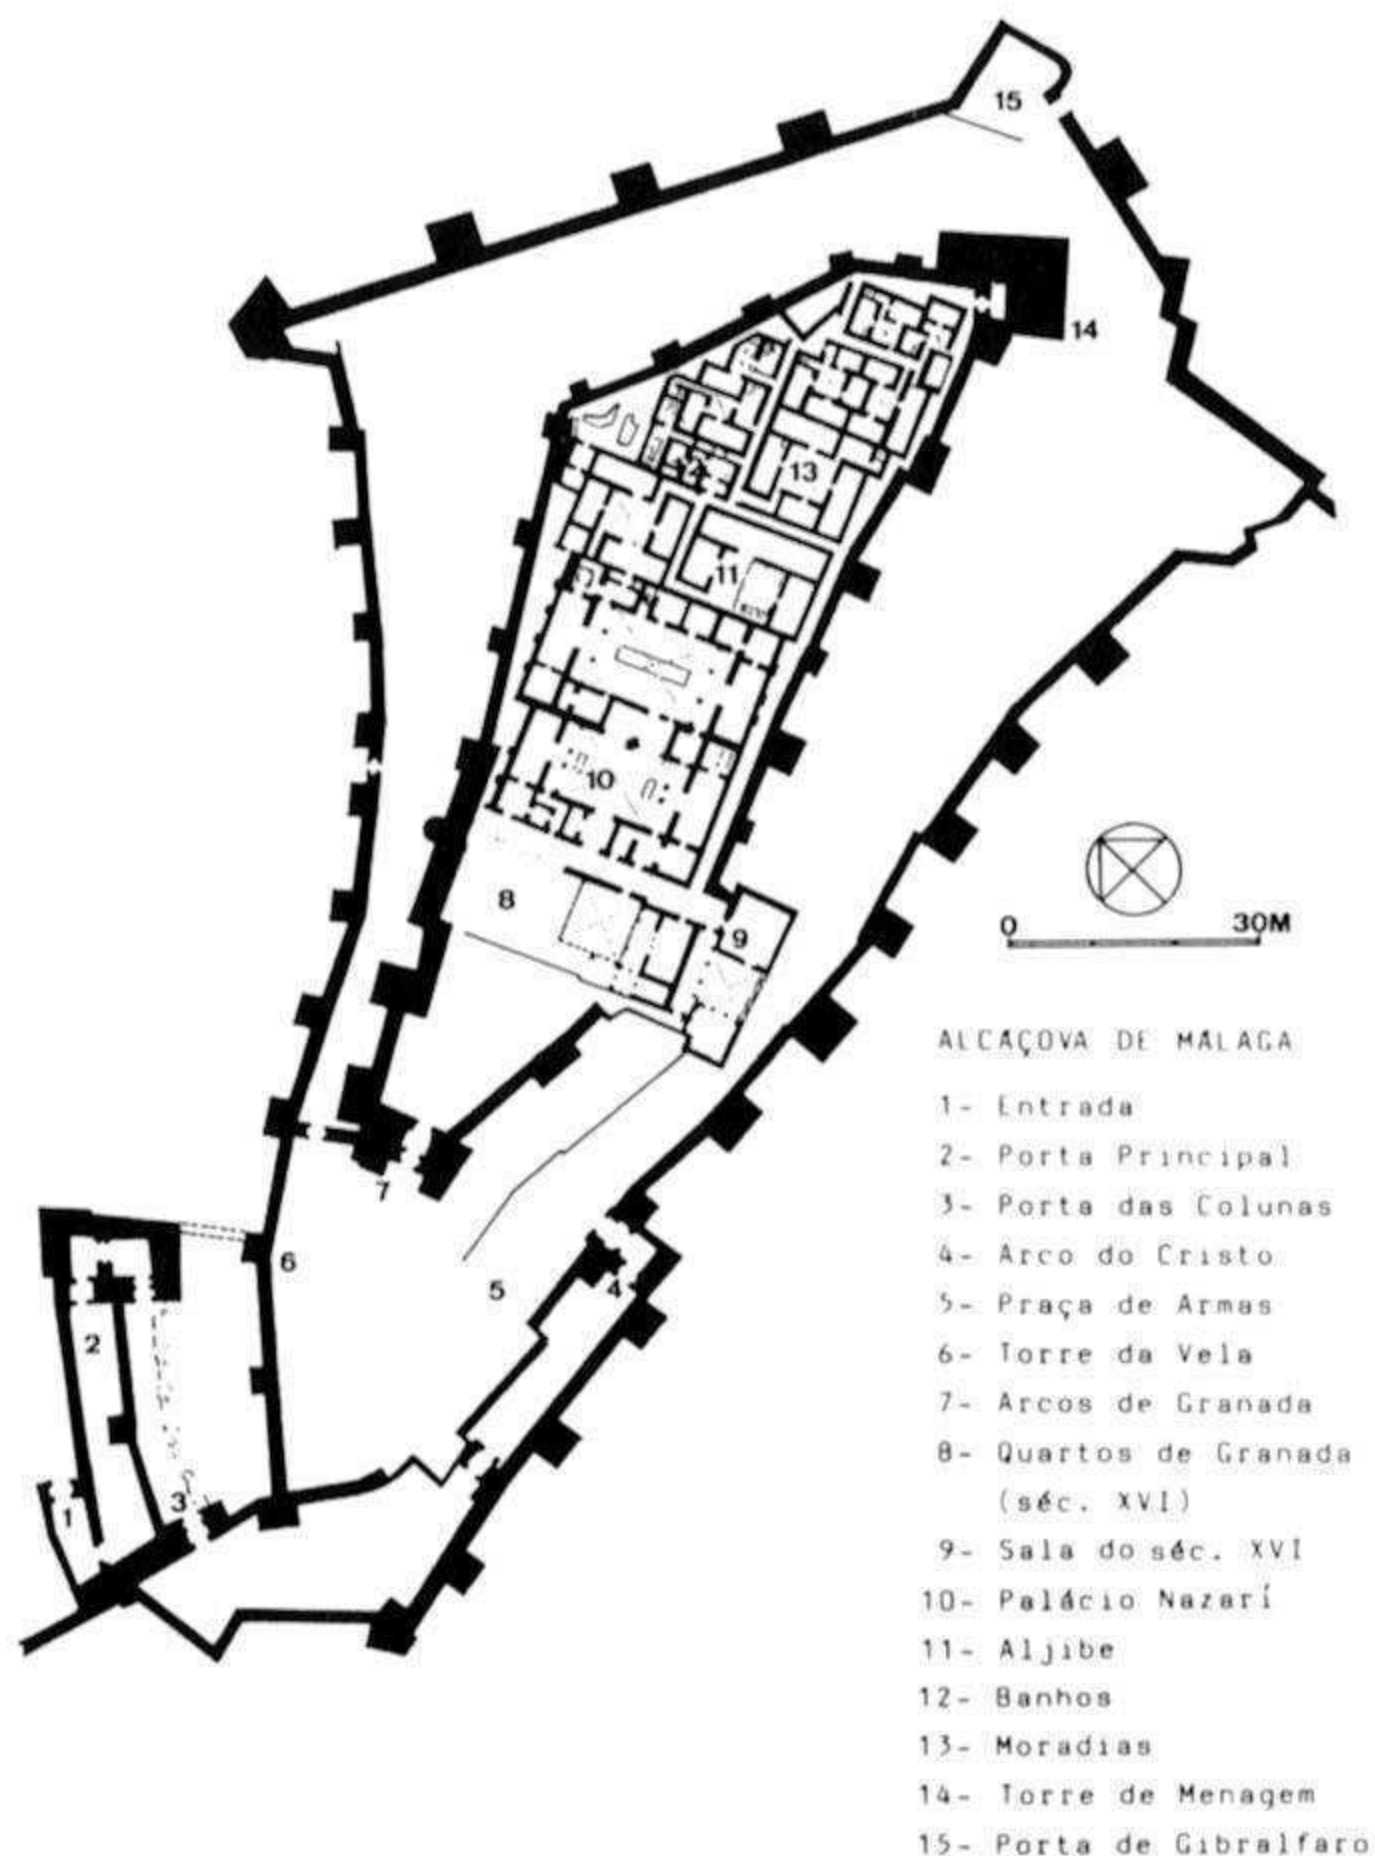 15
14
13
12
11
10
8
9
0 30M
7
6
5
4
2
3
1
ALCÁÇOVA DE MÁLAGA
1- Entrada
2- Porta Principal
3- Porta das Colunas
4- Arco do Cristo
5- Praça de Armas
6- Torre da Vela
7- Arcos de Granada
8- Quartos de Granada
(séc. XVI)
9- Sala do séc. XVI
10- Palácio Nazarí
11- Aljibe
12- Banhos
13- Moradias
14- Torre de Menagem
15- Porta de Gibralfaro